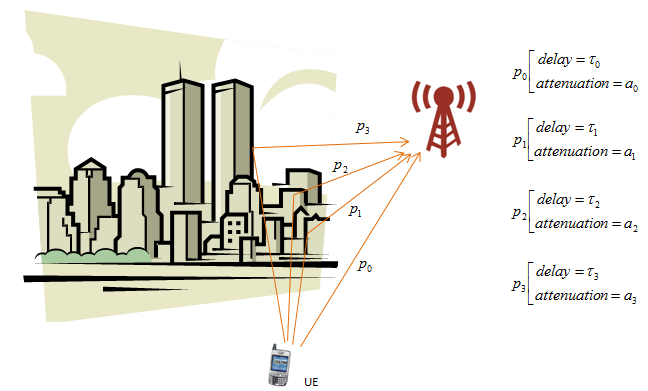 p3
p2
p1
p0
UE
p0 [ delay = τ0
attenuation = a0
p1 [ delay = τ1
attenuation = a1
p2 [ delay = τ2
attenuation = a2
p3 [ delay = τ3
attenuation = a3